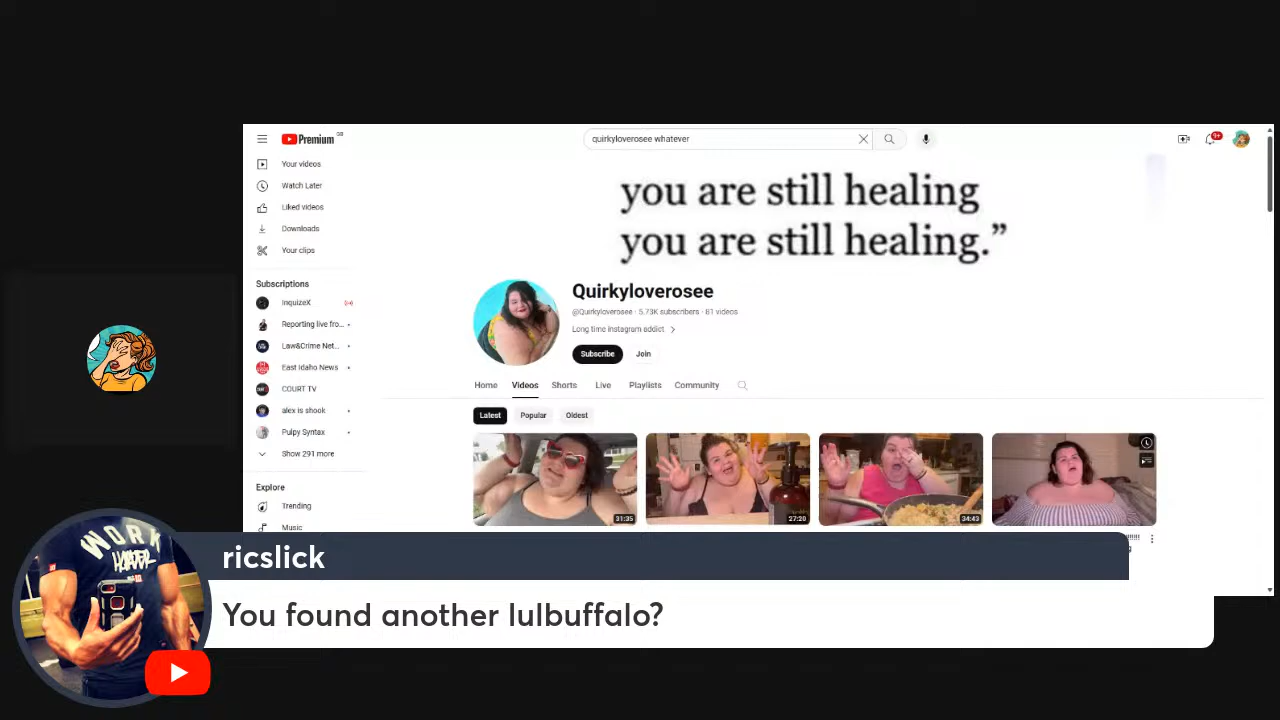 Premium GB
quirkyloverosee whatever
9+
Your videos
Watch Later
Liked videos
Downloads
Your clips
Subscriptions
InquizeX
Reporting live fro...
Law&Crime Net...
East Idaho News
COURT TV
alex is shook
Pulpy Syntax
Show 291 more
Explore
Trending
Music
you are still healing
you are still healing.”
Quirkyloverosee
@Quirkyloverosee · 5.73K subscribers · 61 videos
Long time instagram addict
Subscribe
Join
Home Videos Shorts Live Playlists Community
Latest Popular Oldest
31:35
27:20
34:43
WORK
HARDER
ricslick
You found another lulbuffalo?